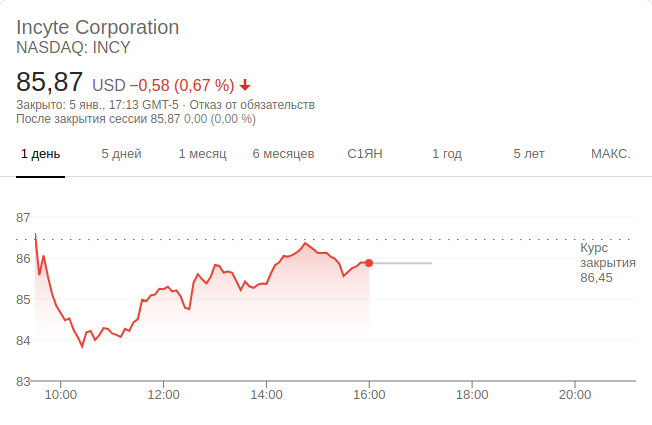 Incyte Corporation
NASDAQ: INCY
85,87 USD −0,58 (0,67 %)
Закрыто: 5 янв., 17:13 GMT-5 · Отказ от обязательств
После закрытия сессии 85,87 0,00 (0,00 %)
1 день 5 дней 1 месяц 6 месяцев С1ЯН 1 год 5 лет МАКС.
87
86
85
84
83
Курс
закрытия
86,45
10:00 12:00 14:00 16:00 18:00 20:00